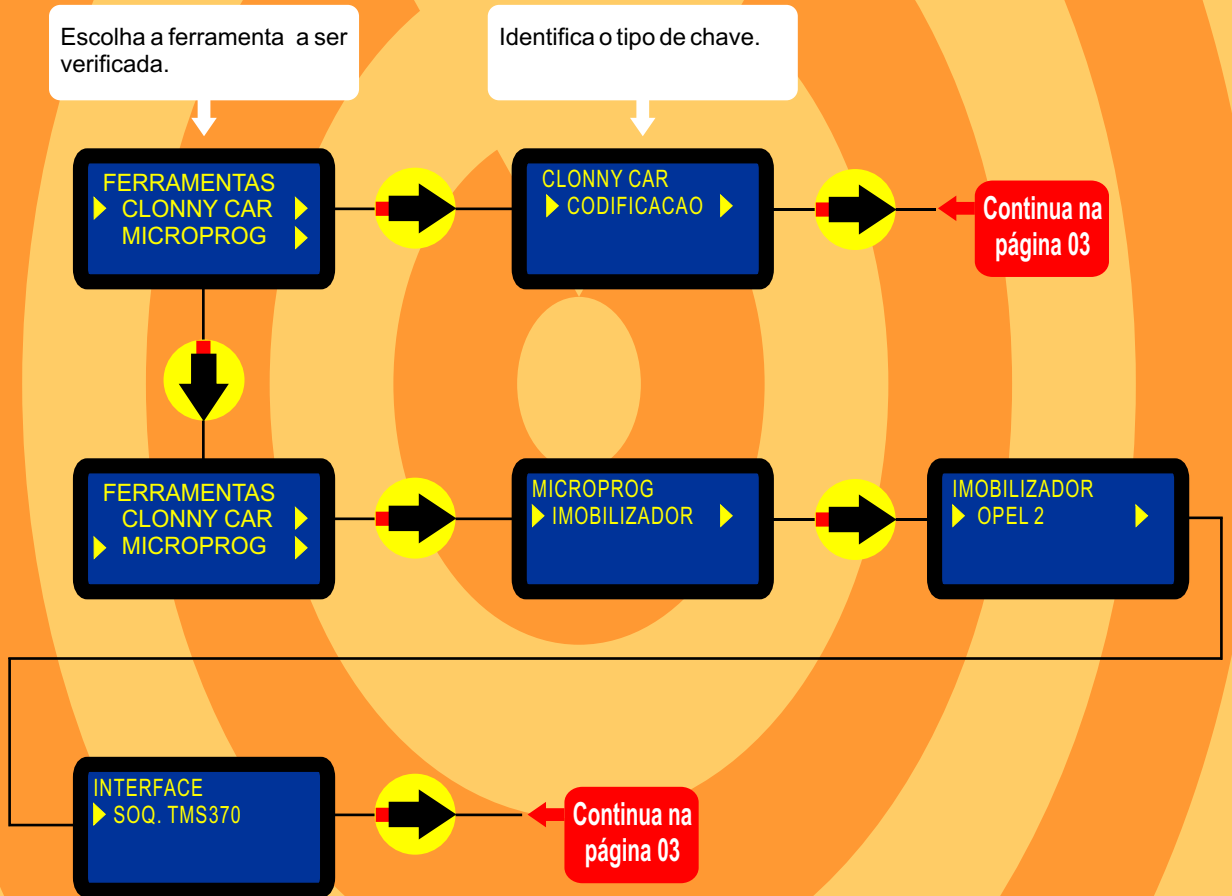 Escolha a ferramenta a ser
verificada.
Identifica o tipo de chave.
FERRAMENTAS
CLONNY CAR
MICROPROG
CLONNY CAR
CODIFICACAO
Continua na
página 03
FERRAMENTAS
CLONNY CAR
MICROPROG
MICROPROG
IMOBILIZADOR
IMOBILIZADOR
OPEL 2
INTERFACE
SOQ. TMS370
Continua na
página 03